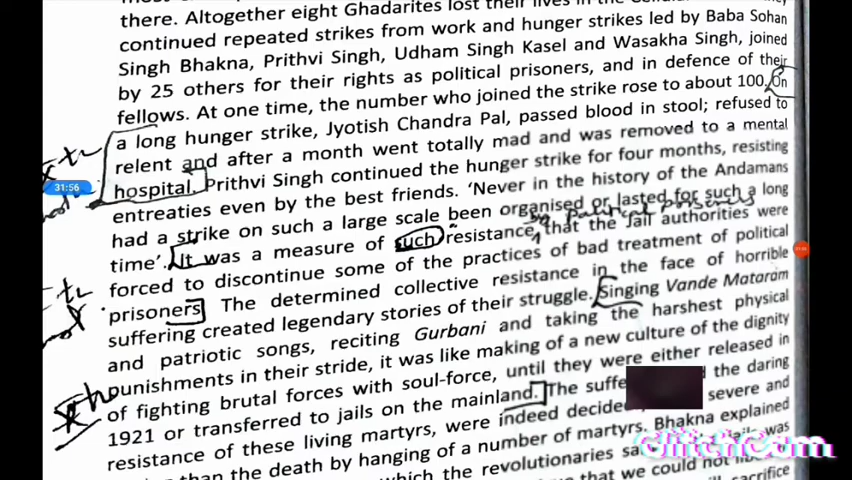 there. Altogether eight Ghadarites lost their lives in the
continued repeated strikes from work and hunger strikes led by Baba Sohan
Singh Bhakna, Prithvi Singh, Udham Singh Kasel and Wasakha Singh, joined
by 25 others for their rights as political prisoners, and in defence of their
fellows. At one time, the number who joined the strike rose to about 100. On
a long hunger strike, Jyotish Chandra Pal, passed blood in stool; refused to
relent and after a month went totally mad and was removed to a mental
hospital. Prithvi Singh continued the hunger strike for four months, resisting
entreaties even by the best friends. 'Never in the history of the Andamans
had a strike on such a large scale been organised or lasted for such a long
by political prisoners
time'. It was a measure of such resistance that the Jail authorities were
forced to discontinue some of the practices of bad treatment of political
prisoners The determined collective resistance in the face of horrible
suffering created legendary stories of their struggle. Singing Vande Mataram
and patriotic songs, reciting Gurbani and taking the harshest physical
punishments in their stride, it was like making of a new culture of the dignity
of fighting brutal forces with soul-force, until they were either released in
1921 or transferred to jails on the mainland. The the daring
resistance of these living martyrs, were indeed severe and
than the death by hanging of a number of martyrs. Bhakna explained
which the revolutionaries was
that we could not
sacrifice
31:56
GlitchCam